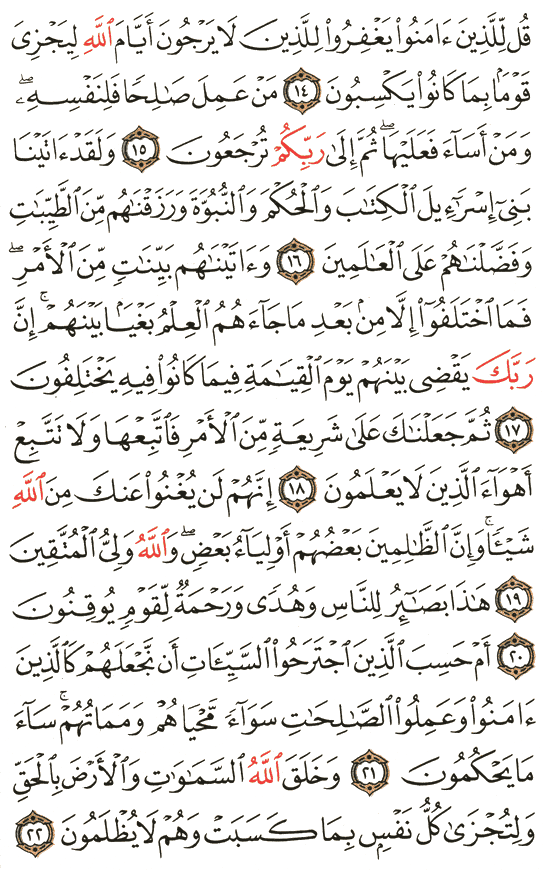 قُل لِّلَّذِينَ ءَامَنُوا۟ يَغْفِرُوا۟ لِلَّذِينَ لَا يَرْجُونَ أَيَّامَ ٱللَّهِ لِيَجْزِىَ
قَوْمًۢا بِمَا كَانُوا۟ يَكْسِبُونَ ١٤ مَنْ عَمِلَ صَـٰلِحًا فَلِنَفْسِهِۦ ۖ
وَمَنْ أَسَآءَ فَعَلَيْهَا ۖ ثُمَّ إِلَىٰ رَبِّكُمْ تُرْجَعُونَ ١٥ وَلَقَدْ ءَاتَيْنَا
بَنِىٓ إِسْرَٰٓءِيلَ ٱلْكِتَـٰبَ وَٱلْحُكْمَ وَٱلنُّبُوَّةَ وَرَزَقْنَـٰهُم مِّنَ ٱلطَّيِّبَـٰتِ
وَفَضَّلْنَـٰهُمْ عَلَى ٱلْعَـٰلَمِينَ ١٦ وَءَاتَيْنَـٰهُم بَيِّنَـٰتٍ مِّنَ ٱلْأَمْرِ ۖ
فَمَا ٱخْتَلَفُوٓا۟ إِلَّا مِنۢ بَعْدِ مَا جَآءَهُمُ ٱلْعِلْمُ بَغْيًۢا بَيْنَهُمْ ۚ إِنَّ
رَبَّكَ يَقْضِى بَيْنَهُمْ يَوْمَ ٱلْقِيَـٰمَةِ فِيمَا كَانُوا۟ فِيهِ يَخْتَلِفُونَ
١٧ ثُمَّ جَعَلْنَـٰكَ عَلَىٰ شَرِيعَةٍ مِّنَ ٱلْأَمْرِ فَٱتَّبِعْهَا وَلَا تَتَّبِعْ
أَهْوَآءَ ٱلَّذِينَ لَا يَعْلَمُونَ ١٨ إِنَّهُمْ لَن يُغْنُوا۟ عَنكَ مِنَ ٱللَّهِ
شَيْـًٔا ۚ وَإِنَّ ٱلظَّـٰلِمِينَ بَعْضُهُمْ أَوْلِيَآءُ بَعْضٍ ۖ وَٱللَّهُ وَلِىُّ ٱلْمُتَّقِينَ
١٩ هَـٰذَا بَصَـٰٓئِرُ لِلنَّاسِ وَهُدًى وَرَحْمَةٌ لِّقَوْمٍ يُوقِنُونَ
٢٠ أَمْ حَسِبَ ٱلَّذِينَ ٱجْتَرَحُوا۟ ٱلسَّيِّـَٔاتِ أَن نَّجْعَلَهُمْ كَٱلَّذِينَ
ءَامَنُوا۟ وَعَمِلُوا۟ ٱلصَّـٰلِحَـٰتِ سَوَآءً مَّحْيَاهُمْ وَمَمَاتُهُمْ ۚ سَآءَ
مَا يَحْكُمُونَ ٢١ وَخَلَقَ ٱللَّهُ ٱلسَّمَـٰوَٰتِ وَٱلْأَرْضَ بِٱلْحَقِّ
وَلِتُجْزَىٰ كُلُّ نَفْسٍۭ بِمَا كَسَبَتْ وَهُمْ لَا يُظْلَمُونَ ٢٢